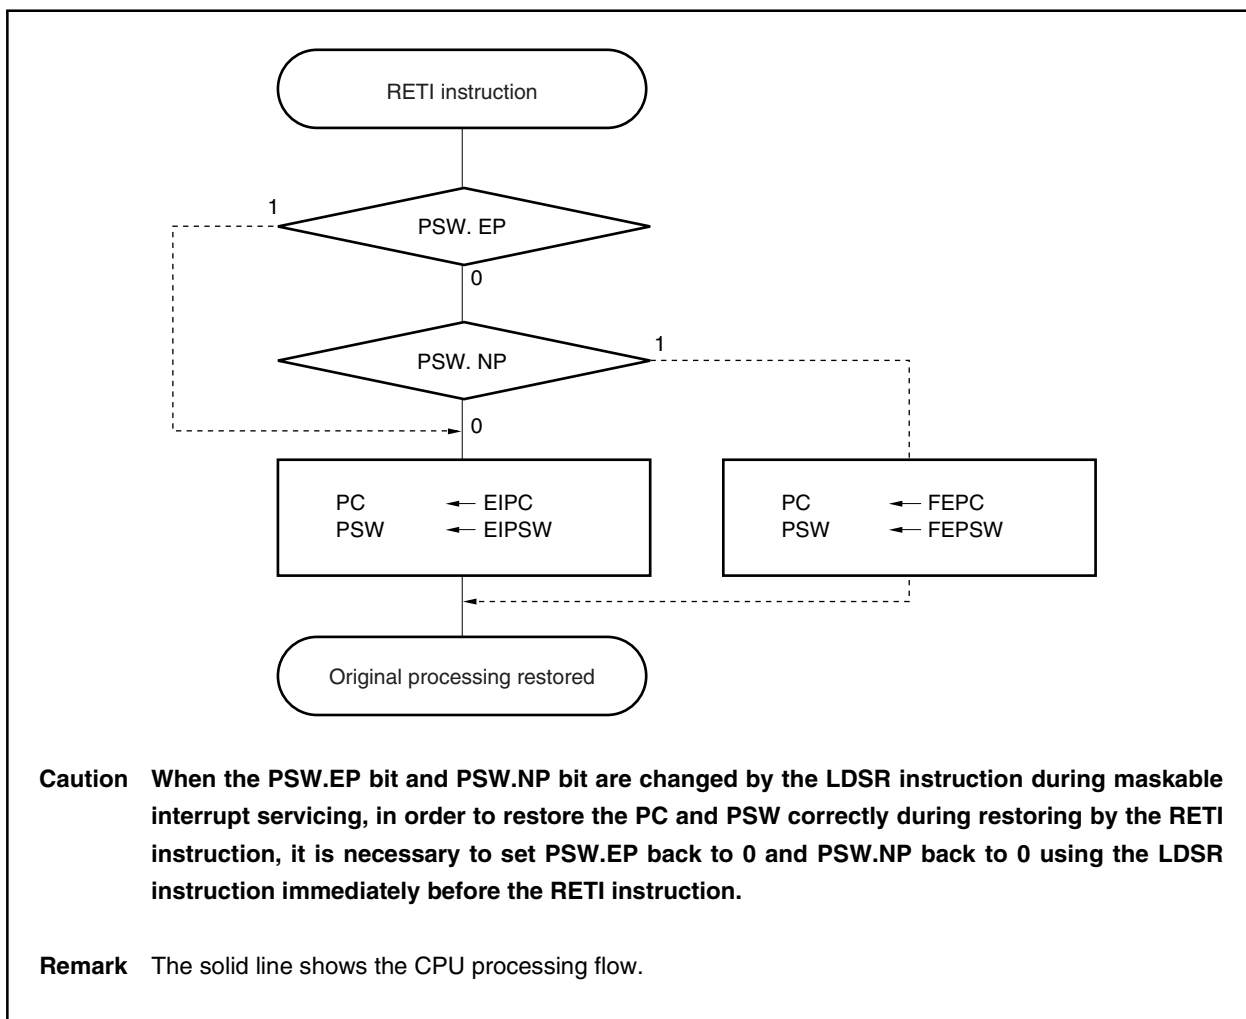 RETI instruction
1
PSW. EP
0
PSW. NP
1
0
PC ← EIPC
PSW ← EIPSW
PC ← FEPC
PSW ← FEPSW
Original processing restored
Caution When the PSW.EP bit and PSW.NP bit are changed by the LDSR instruction during maskable
interrupt servicing, in order to restore the PC and PSW correctly during restoring by the RETI
instruction, it is necessary to set PSW.EP back to 0 and PSW.NP back to 0 using the LDSR
instruction immediately before the RETI instruction.
Remark The solid line shows the CPU processing flow.